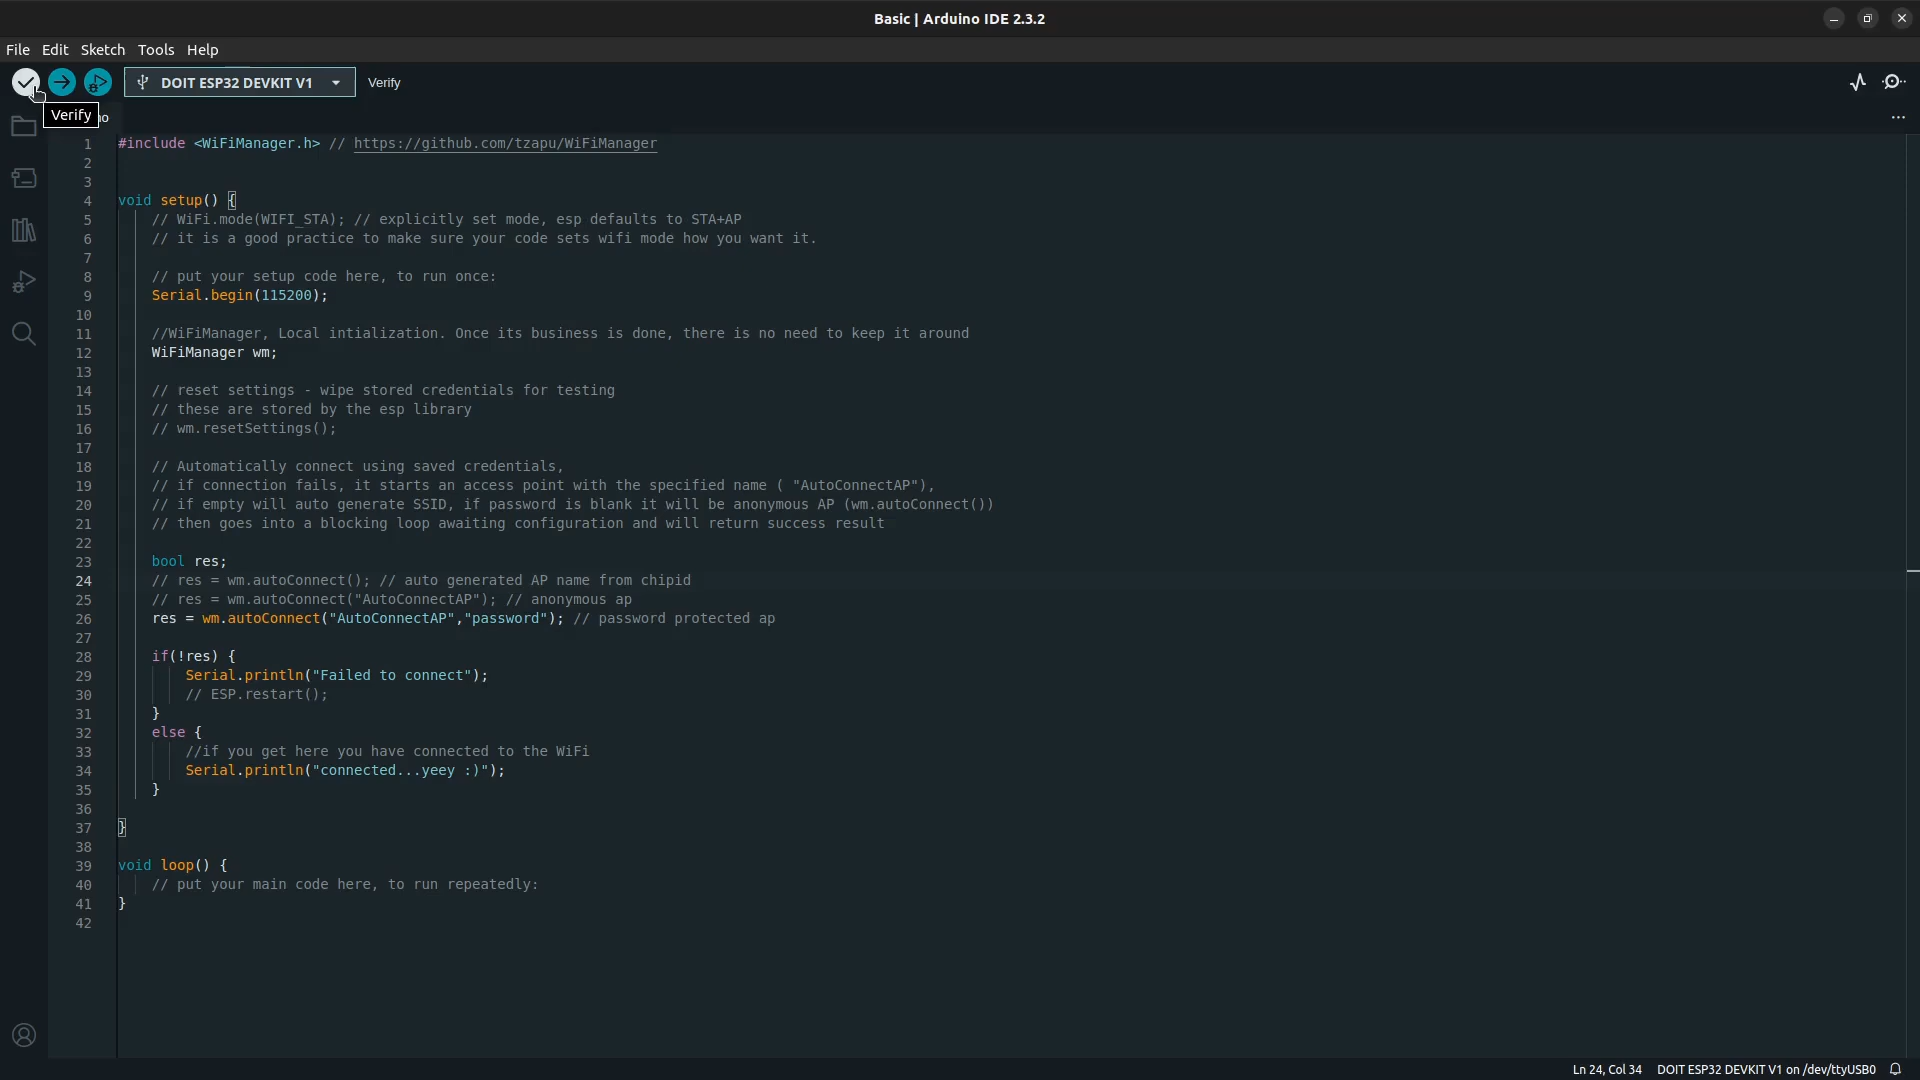 Basic | Arduino IDE 2.3.2
File Edit Sketch Tools Help
DOIT ESP32 DEVKIT V1 Verify
Verify no
1 #include <WiFiManager.h> // https://github.com/tzapu/WiFiManager
2
3
4 void setup() {
5 // WiFi.mode(WIFI_STA); // explicitly set mode, esp defaults to STA+AP
6 // it is a good practice to make sure your code sets wifi mode how you want it.
7
8 // put your setup code here, to run once:
9 Serial.begin(115200);
10
11 //WiFiManager, Local intialization. Once its business is done, there is no need to keep it around
12 WiFiManager wm;
13
14 // reset settings - wipe stored credentials for testing
15 // these are stored by the esp library
16 // wm.resetSettings();
17
18 // Automatically connect using saved credentials,
19 // if connection fails, it starts an access point with the specified name ( "AutoConnectAP"),
20 // if empty will auto generate SSID, if password is blank it will be anonymous AP (wm.autoConnect())
21 // then goes into a blocking loop awaiting configuration and will return success result
22
23 bool res;
24 // res = wm.autoConnect(); // auto generated AP name from chipid
25 // res = wm.autoConnect("AutoConnectAP"); // anonymous ap
26 res = wm.autoConnect("AutoConnectAP","password"); // password protected ap
27
28 if(!res) {
29 Serial.println("Failed to connect");
30 // ESP.restart();
31 }
32 else {
33 //if you get here you have connected to the WiFi
34 Serial.println("connected...yeey :)");
35 }
36
37 }
38
39 void loop() {
40 // put your main code here, to run repeatedly:
41 }
42
Ln 24, Col 34 DOIT ESP32 DEVKIT V1 on /dev/ttyUSB0